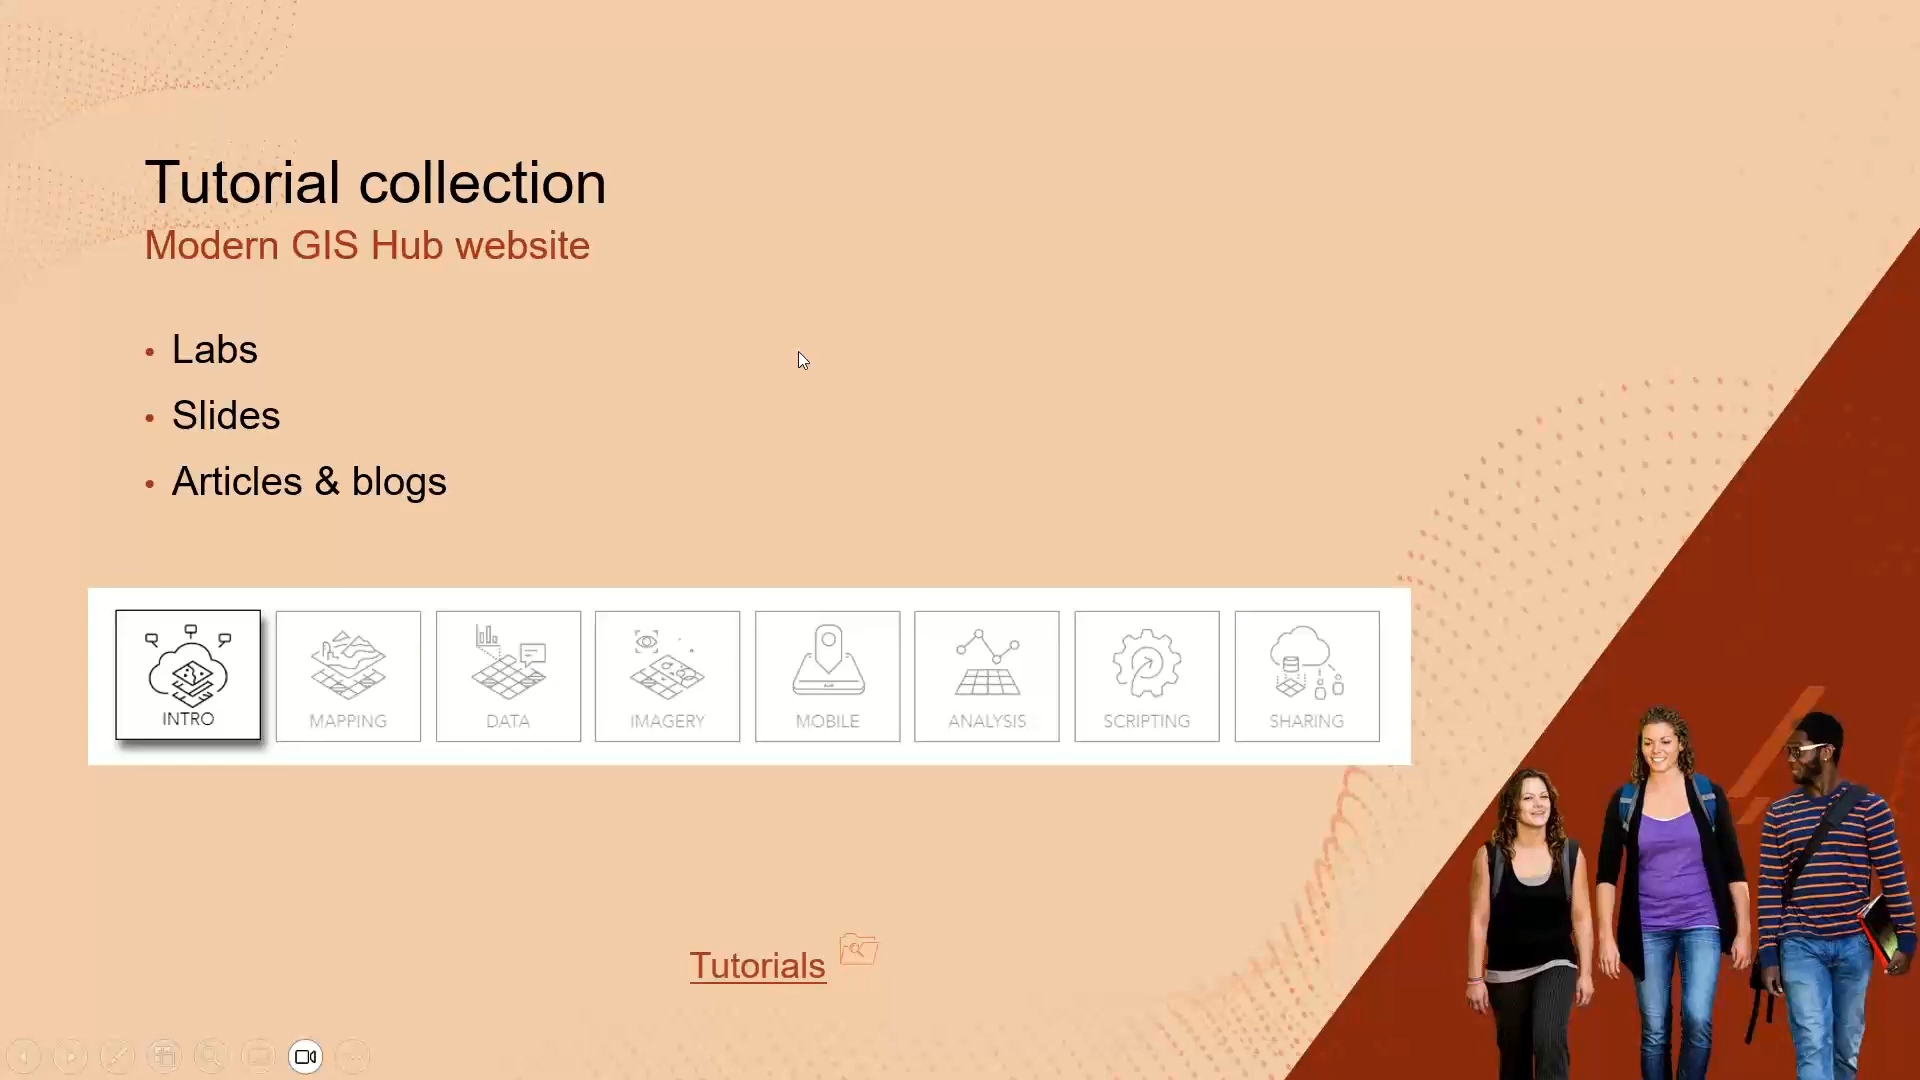 Tutorial collection
Modern GIS Hub website
• Labs
• Slides
• Articles & blogs
INTRO
MAPPING
DATA
IMAGERY
MOBILE
ANALYSIS
SCRIPTING
SHARING
Tutorials